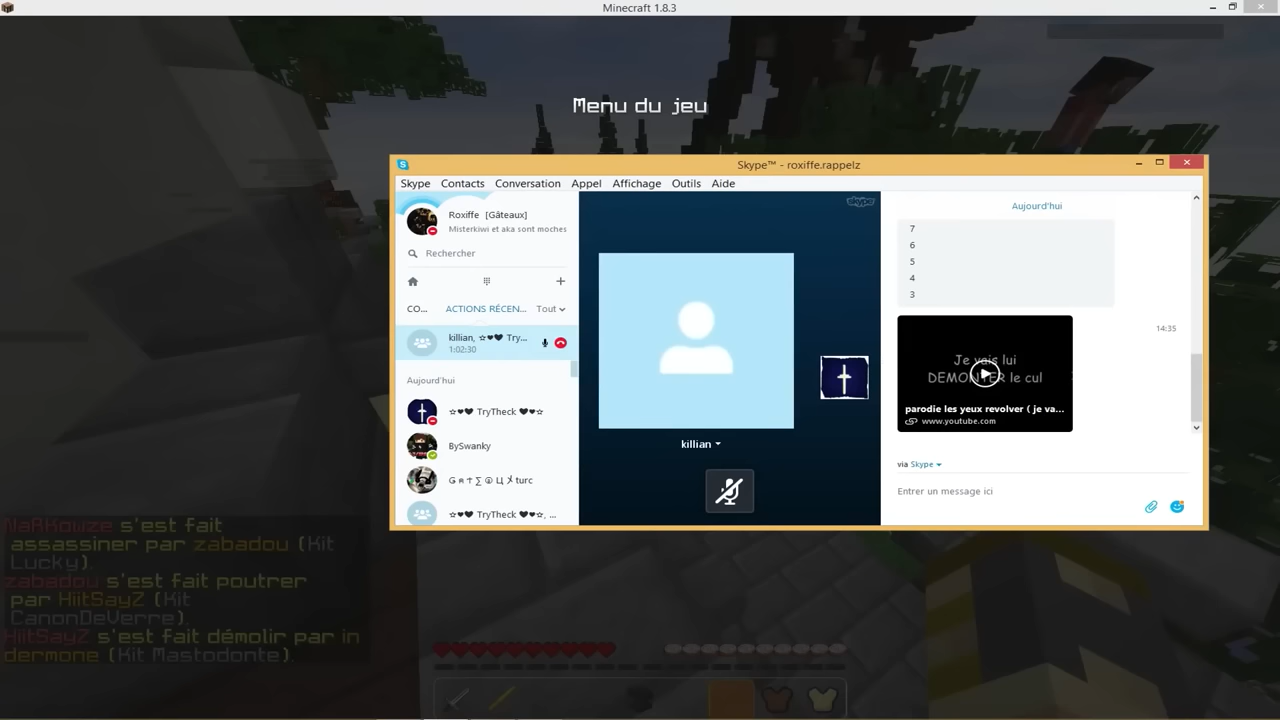 Minecraft 1.8.3
Menu du jeu
Skype™ - roxiffe.rappelz
Skype Contacts Conversation Appel Affichage Outils Aide
Roxiffe [Gâteaux]
Misterkiwi et aka sont moches
Rechercher
CO... ACTIONS RÉCEN... Tout
killian, ☆❤❤ Try...
1:02:30
Aujourd'hui
☆❤❤ TryTheck ❤❤☆
BySwanky
turc
☆❤❤ TryTheck ❤❤☆, ...
skype
killian
Aujourd'hui
7
6
5
4
3
14:35
Je vais lui
DEMONTER le cul
parodie les yeux revolver ( je va...
www.youtube.com
via Skype
Entrer un message ici
NaRKowze s'est fait
assassiner par zabadou (Kit
Lucky).
zabadou s'est fait poutrer
par HiitSayZ (Kit
CanonDeVerre).
HiitSayZ s'est fait démolir par in
dermone (Kit Mastodonte).